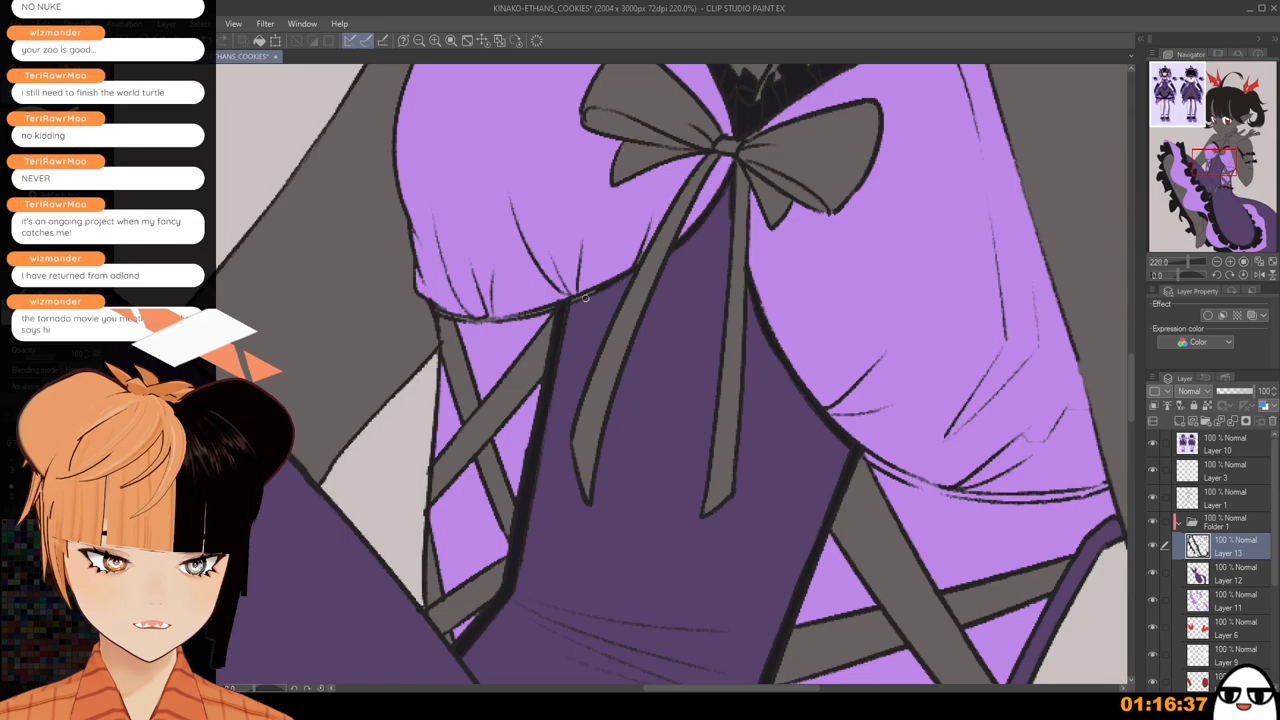 KINAKO-ETHANS_COOKIES* (2004 x 3000px 72dpi 220.0%) - CLIP STUDIO PAINT EX
View Filter Window Help
THANS_COOKIES*
NO NUKE
wizmander
your zoo is good...
TeriRawrMoo
i still need to finish the world turtle
TeriRawrMoo
no kidding
TeriRawrMoo
NEVER
TeriRawrMoo
it's an ongoing project when my fancy
catches me!
wizmander
I have returned from adland
wizmander
the tornado movie you
says hi
Navigator
220.0
0.0
Layer Property
Effect
Expression color
Color
Layer
Normal 100
100 % Normal
Layer 10
100 % Normal
Layer 3
100 % Normal
Layer 1
100 % Normal
Folder 1
100 % Normal
Layer 13
100 % Normal
Layer 12
100 % Normal
Layer 11
100 % Normal
Layer 6
100 % Normal
Layer 9
100 % Normal
01:16:37